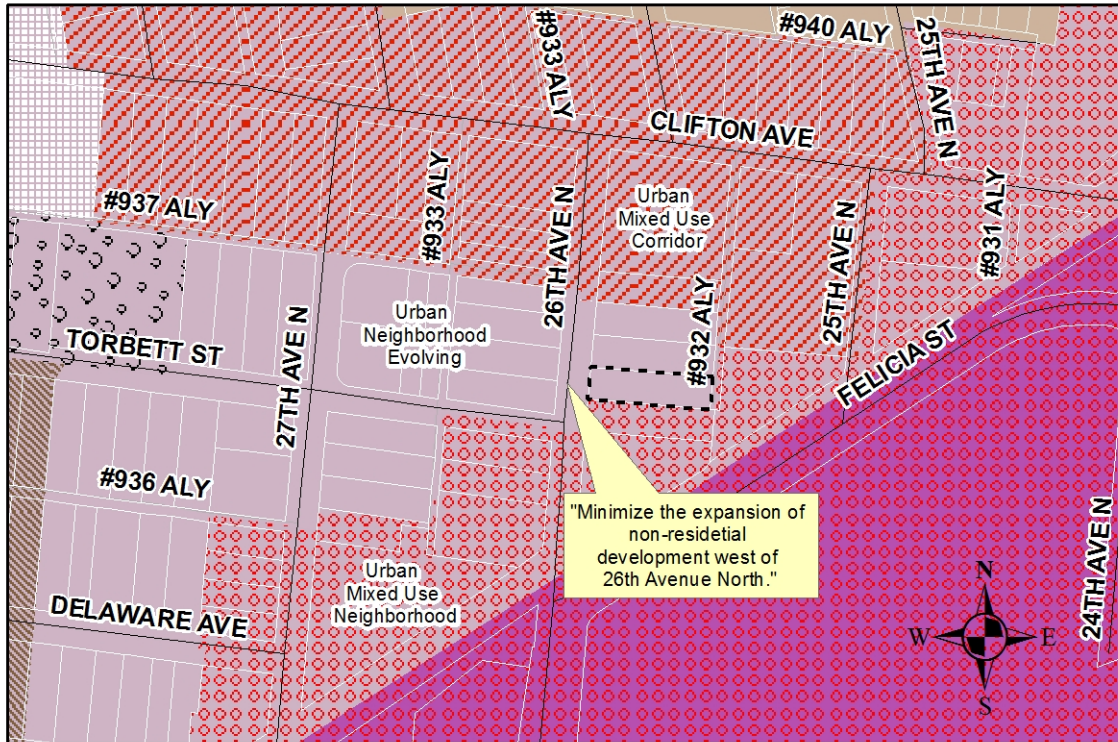 #933 ALY
#940 ALY
25TH AVE N
CLIFTON AVE
#937 ALY
#933 ALY
26TH AVE N
Urban
Mixed Use
Corridor
25TH AVE N
#931 ALY
Urban
Neighborhood
Evolving
#932 ALY
TORBETT ST
27TH AVE N
FELICIA ST
#936 ALY
"Minimize the expansion of
non-residetial
development west of
26th Avenue North."
24TH AVE N
Urban
Mixed Use
Neighborhood
DELAWARE AVE
N
W
E
S